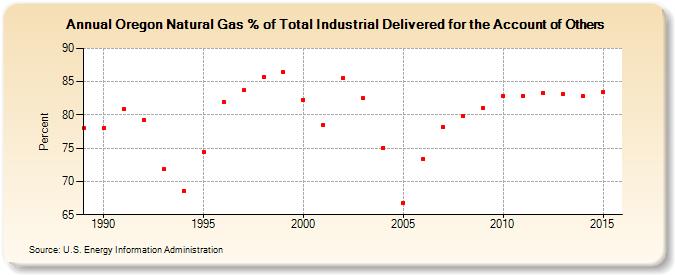 Annual Oregon Natural Gas % of Total Industrial Delivered for the Account of Others
Percent
90
85
80
75
70
65
1990 1995 2000 2005 2010 2015
Source: U.S. Energy Information Administration